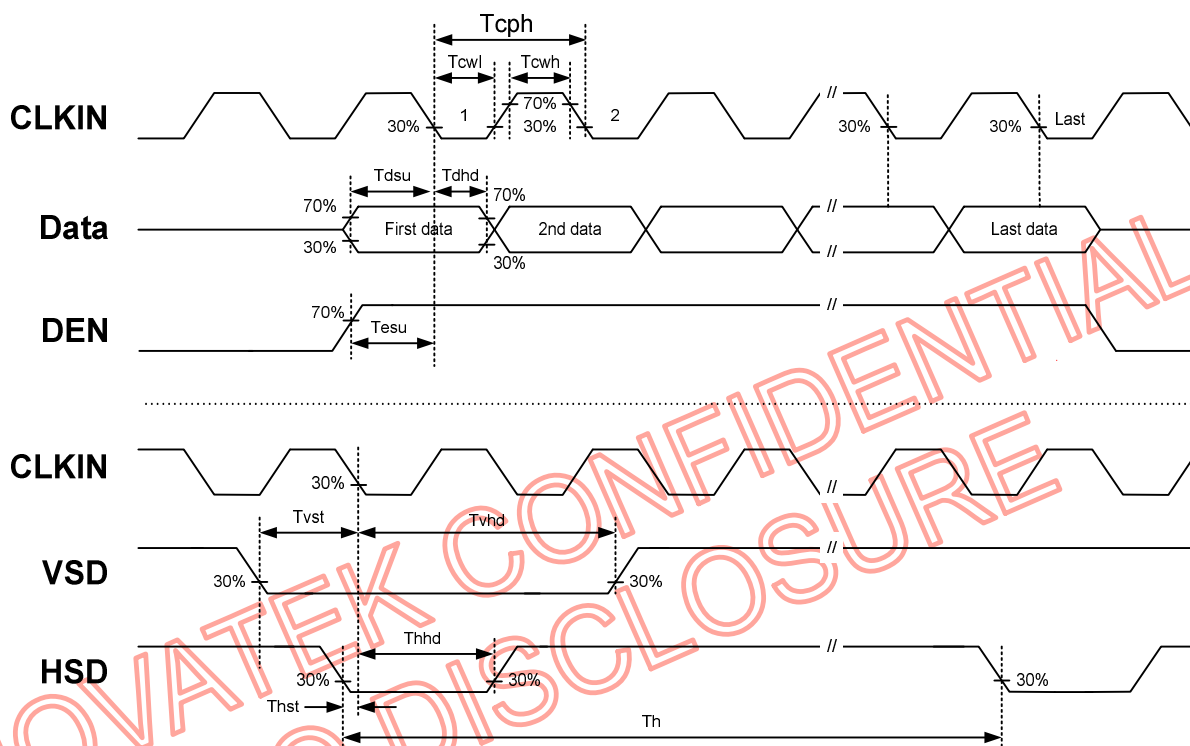 Tcph
Tcwl Tcwh
CLKIN 30% 1 70% 30% 2 // 30% 30% Last
Tdsu Tdhd
Data 70% 30% First data 70% 30% 2nd data // // Last data
DEN 70% Tesu //
CLKIN 30% //
Tvst Tvhd
VSD 30% 30% //
Thhd
HSD 30% 30% // 30%
Thst
Th
NOVATEK CONFIDENTIAL
DISCLOSURE